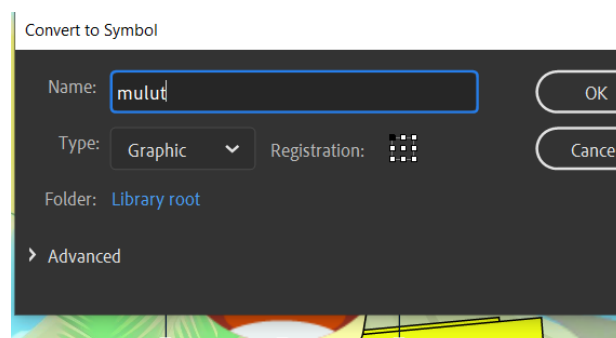 Convert to Symbol
Name: mulut OK
Type: Graphic Registration: Cance
Folder: Library root
Advanced